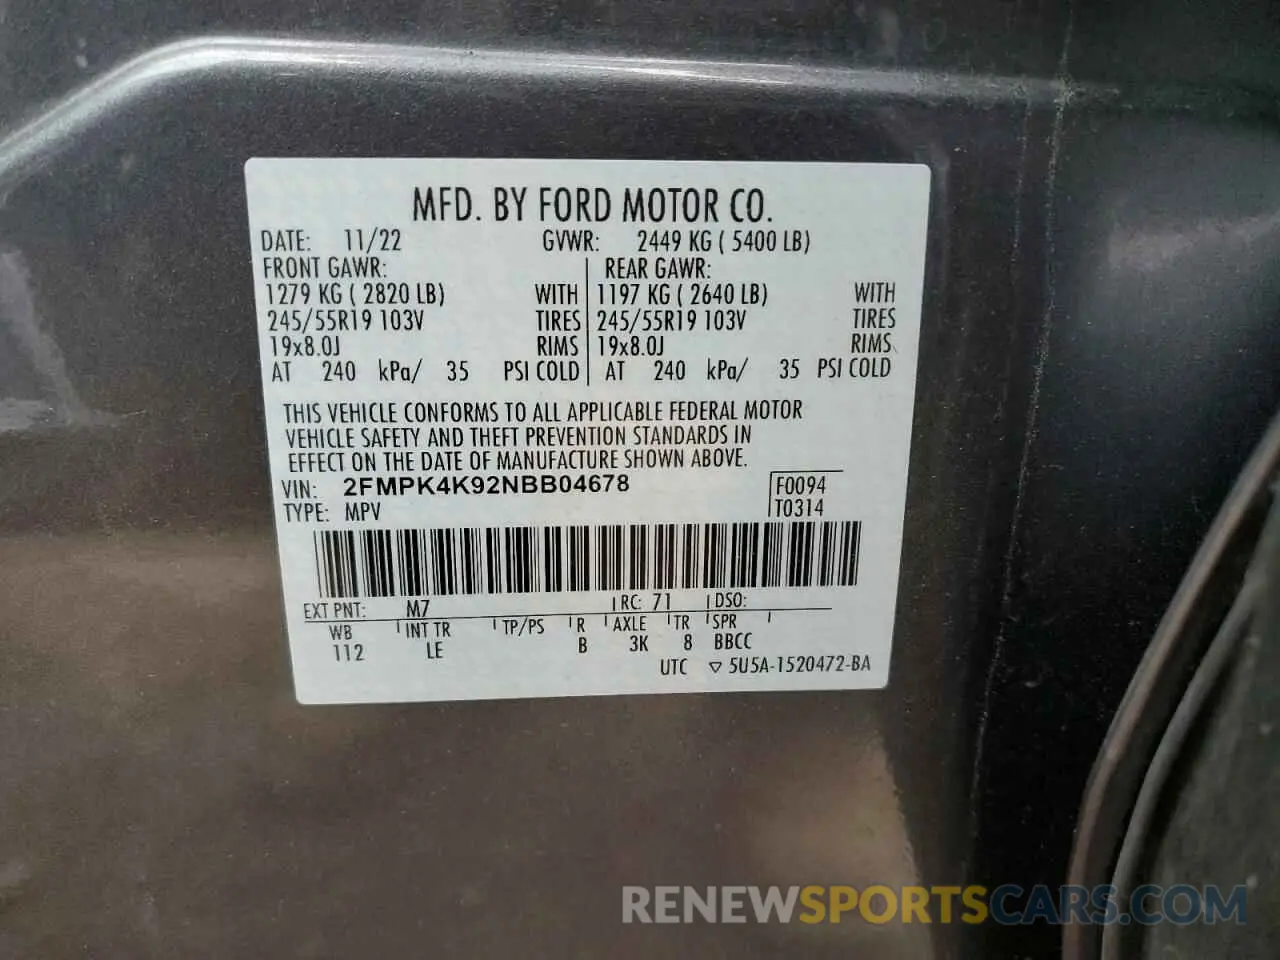 MFD. BY FORD MOTOR CO.
DATE: 11/22 GVWR: 2449 KG ( 5400 LB)
FRONT GAWR: REAR GAWR:
1279 KG ( 2820 LB) WITH 1197 KG ( 2640 LB) WITH
245/55R19 103V TIRES 245/55R19 103V TIRES
19x8.0J RIMS 19x8.0J RIMS
AT 240 kPa/ 35 PSI COLD AT 240 kPa/ 35 PSI COLD
THIS VEHICLE CONFORMS TO ALL APPLICABLE FEDERAL MOTOR
VEHICLE SAFETY AND THEFT PREVENTION STANDARDS IN
EFFECT ON THE DATE OF MANUFACTURE SHOWN ABOVE.
VIN: 2FMPK4K92NBB04678 F0094
TYPE: MPV T0314
EXT PNT: M7 RC: 71 DSO:
WB INT TR TP/PS R AXLE TR SPR
112 LE B 3K 8 BBCC
UTC ▽ 5U5A-1520472-BA
RENEWSPORTSCARS.COM